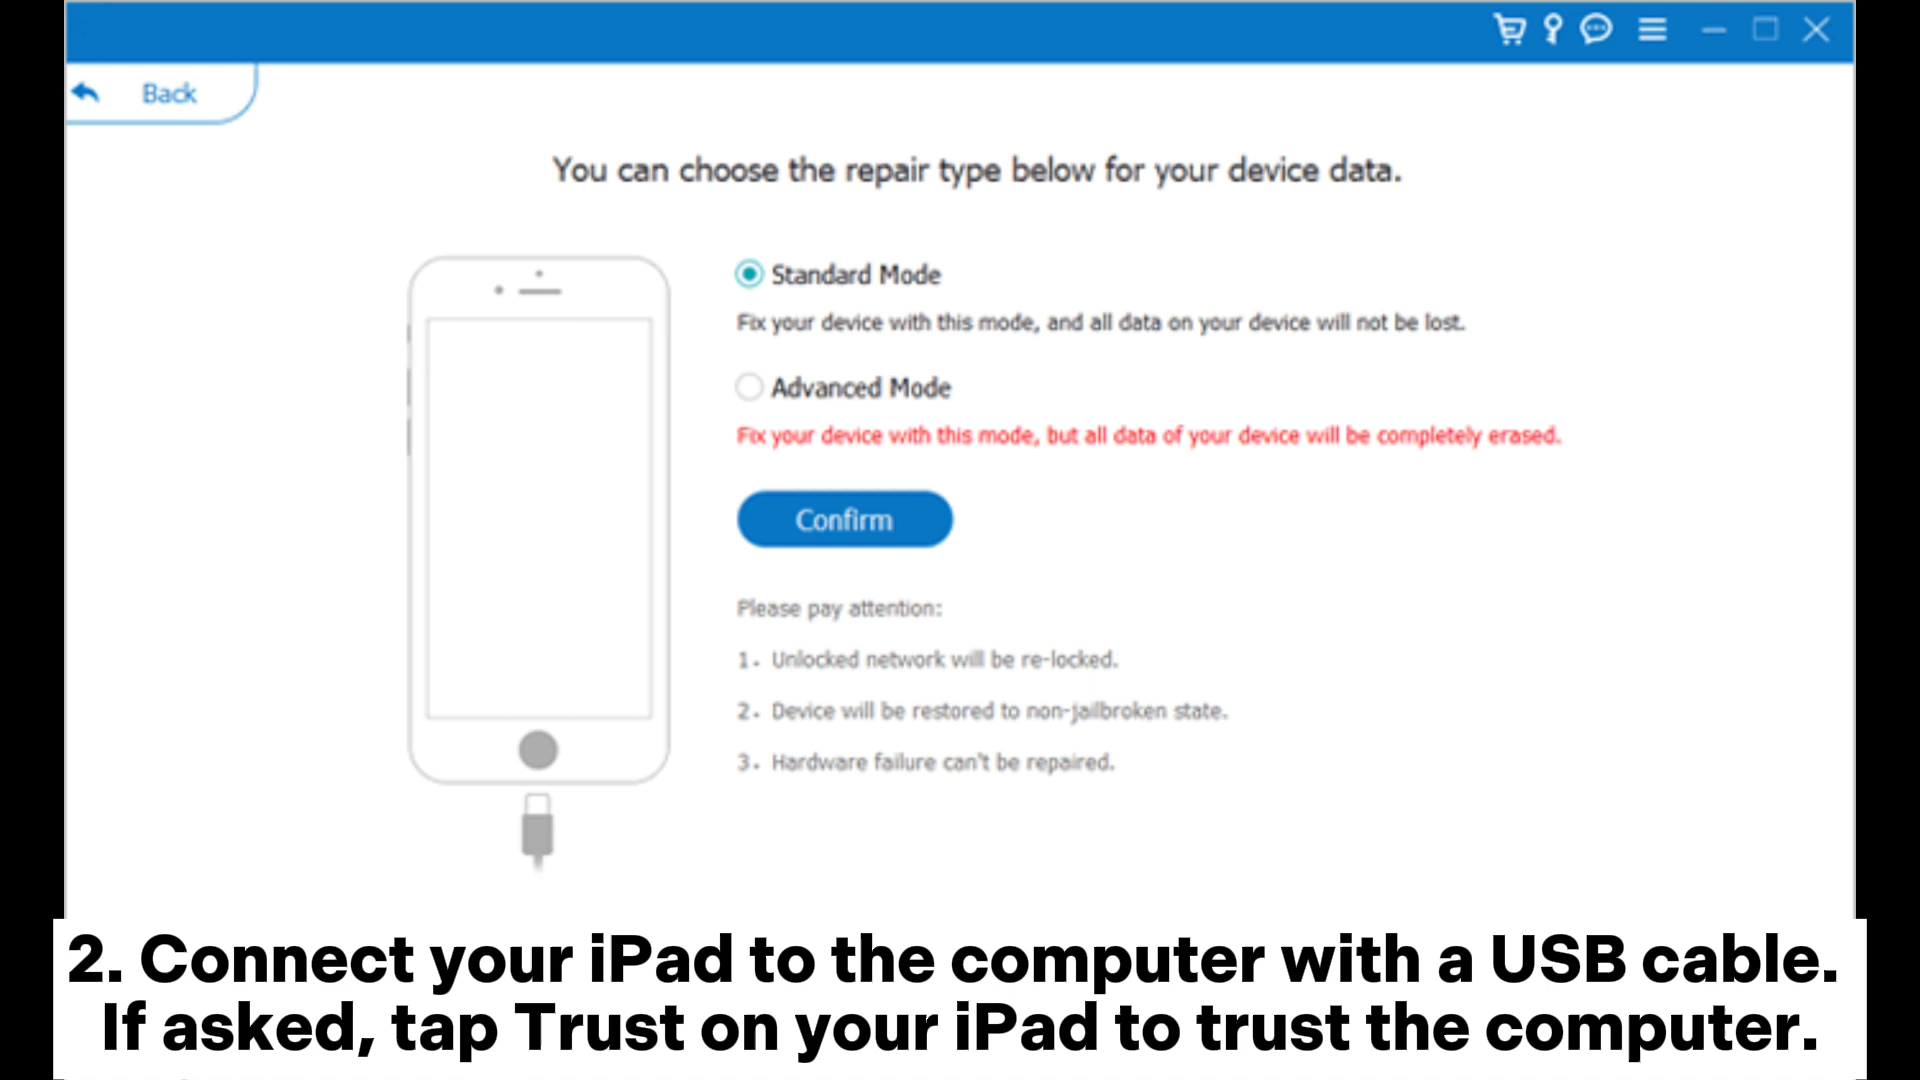 Back
You can choose the repair type below for your device data.
Standard Mode
Fix your device with this mode, and all data on your device will not be lost.
Advanced Mode
Fix your device with this mode, but all data of your device will be completely erased.
Confirm
Please pay attention:
1. Unlocked network will be re-locked.
2. Device will be restored to non-jailbroken state.
3. Hardware failure can't be repaired.
2. Connect your iPad to the computer with a USB cable.
If asked, tap Trust on your iPad to trust the computer.